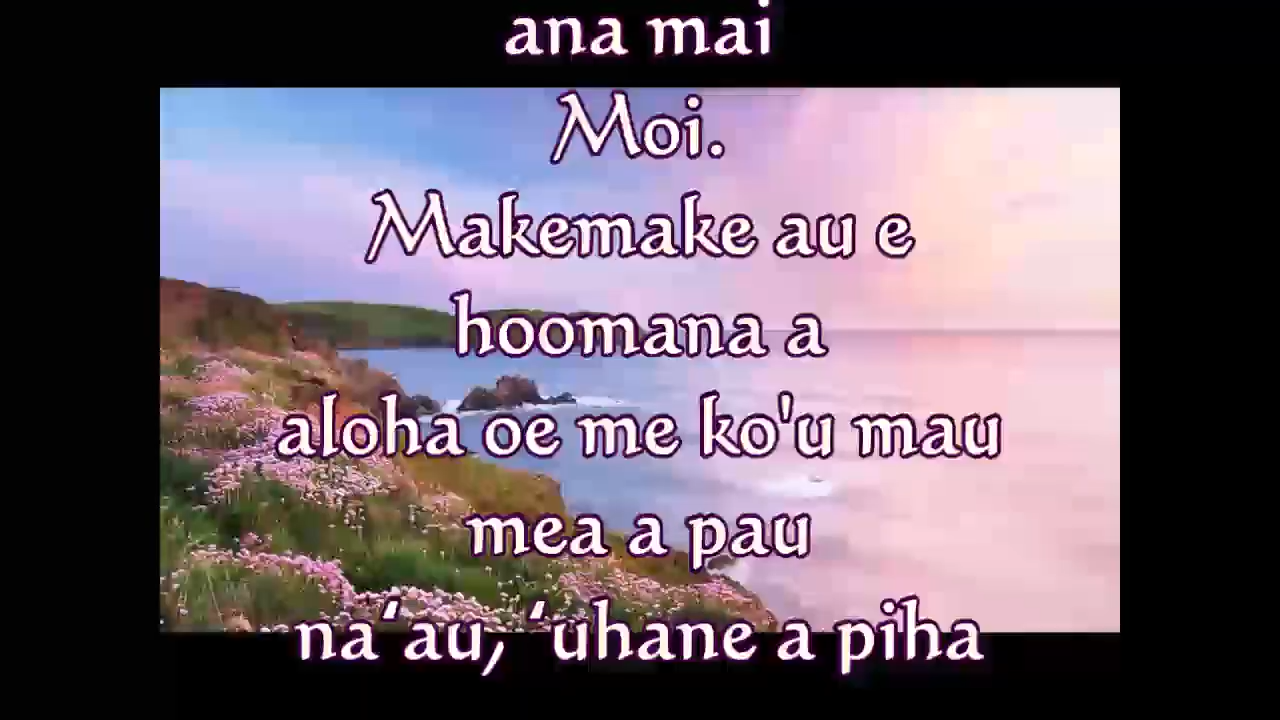 ana mai
Moi.
Makemake au e
hoomana a
aloha oe me ko'u mau
mea a pau
na‘au, ‘uhane a piha